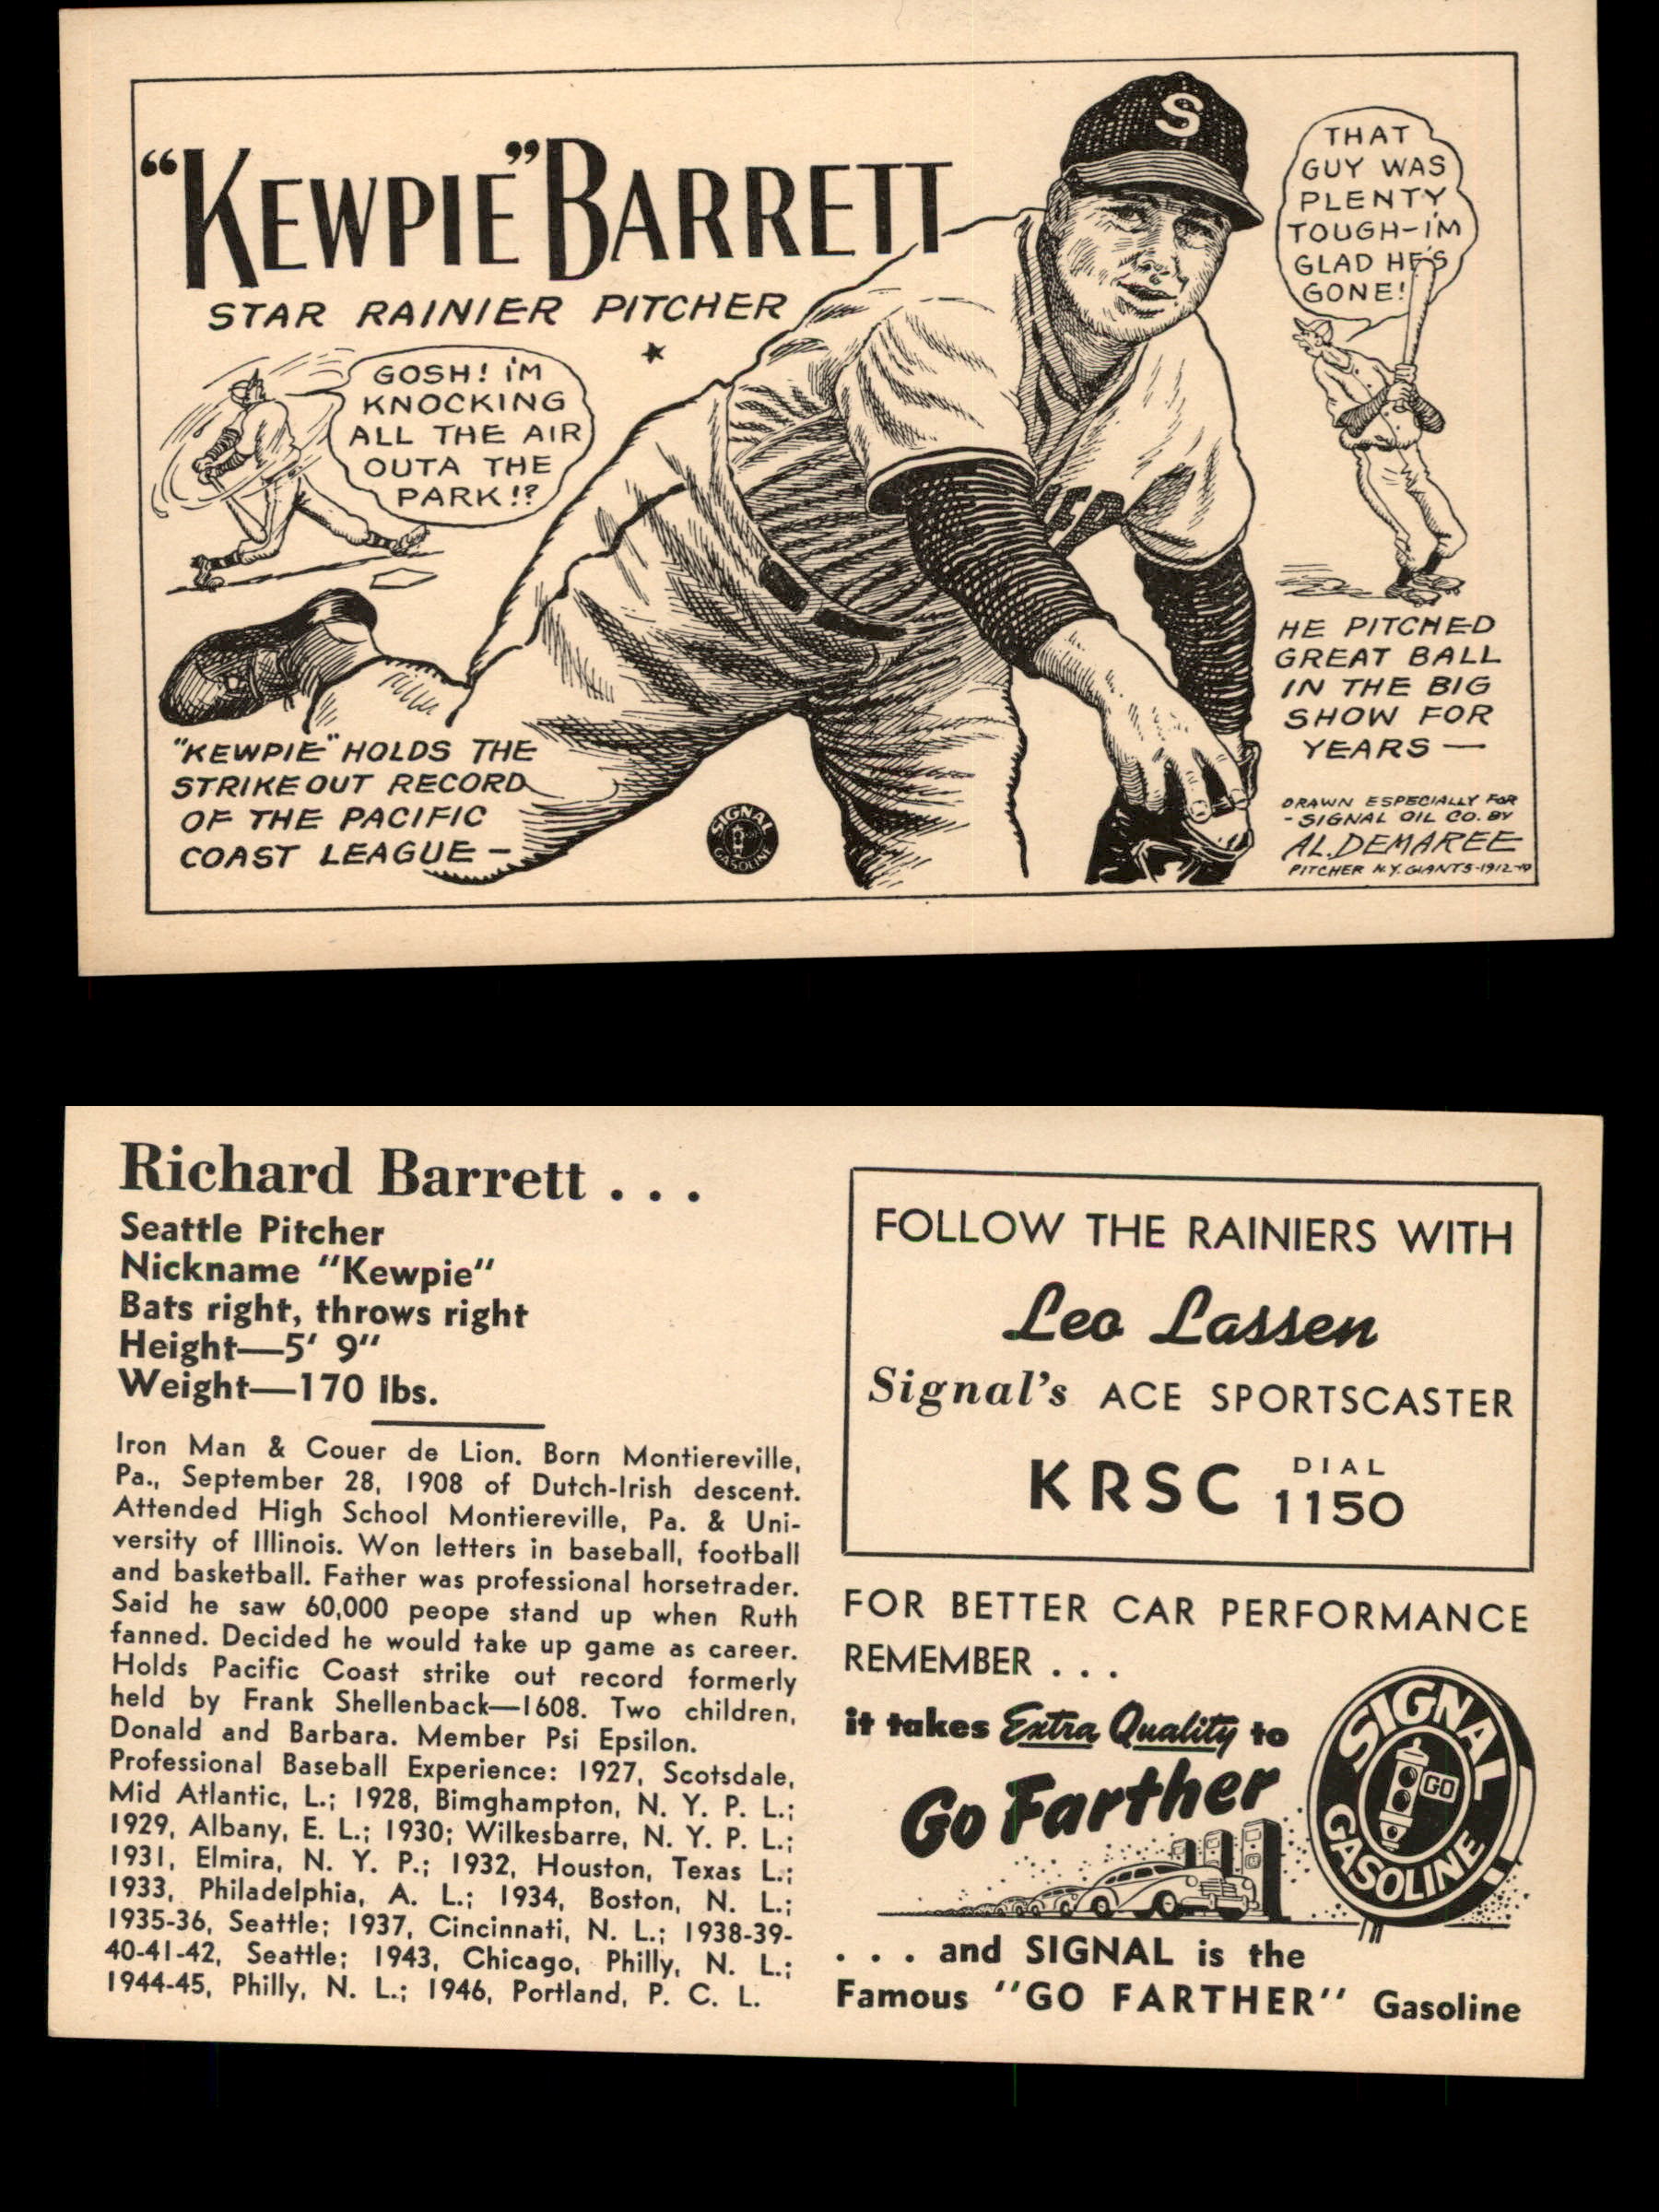 "KEWPIE" BARRETT
STAR RAINIER PITCHER
S
THAT
GUY WAS
PLENTY
TOUGH-I'M
GLAD HE'S
GONE!
GOSH! I'M
KNOCKING
ALL THE AIR
OUTA THE
PARK!?
"KEWPIE" HOLDS THE
STRIKEOUT RECORD
OF THE PACIFIC
COAST LEAGUE -
SIGNAL
GASOLINE
HE PITCHED
GREAT BALL
IN THE BIG
SHOW FOR
YEARS —
DRAWN ESPECIALLY FOR
- SIGNAL OIL CO. BY
AL. DEMAREE
PITCHER N.Y. GIANTS-1912-19
Richard Barrett . . .
Seattle Pitcher
Nickname "Kewpie"
Bats right, throws right
Height—5' 9"
Weight—170 lbs.
Iron Man & Couer de Lion. Born Montiereville,
Pa., September 28, 1908 of Dutch-Irish descent.
Attended High School Montiereville, Pa. & Uni-
versity of Illinois. Won letters in baseball, football
and basketball. Father was professional horsetrader.
Said he saw 60,000 peope stand up when Ruth
fanned. Decided he would take up game as career.
Holds Pacific Coast strike out record formerly
held by Frank Shellenback—1608. Two children,
Donald and Barbara. Member Psi Epsilon.
Professional Baseball Experience: 1927, Scotsdale,
Mid Atlantic, L.; 1928, Bimghampton, N. Y. P. L.;
1929, Albany, E. L.; 1930; Wilkesbarre, N. Y. P. L.;
1931, Elmira, N. Y. P.; 1932, Houston, Texas L.;
1933, Philadelphia, A. L.; 1934, Boston, N. L.;
1935-36, Seattle; 1937, Cincinnati, N. L.; 1938-39-
40-41-42, Seattle; 1943, Chicago, Philly, N. L.;
1944-45, Philly, N. L.; 1946, Portland, P. C. L.
FOLLOW THE RAINIERS WITH
Leo Lassen
Signal's ACE SPORTSCASTER
KRSC DIAL 1150
FOR BETTER CAR PERFORMANCE
REMEMBER . . .
it takes Extra Quality to
Go Farther
SIGNAL
GO
GASOLINE
. . . and SIGNAL is the
Famous "GO FARTHER" Gasoline